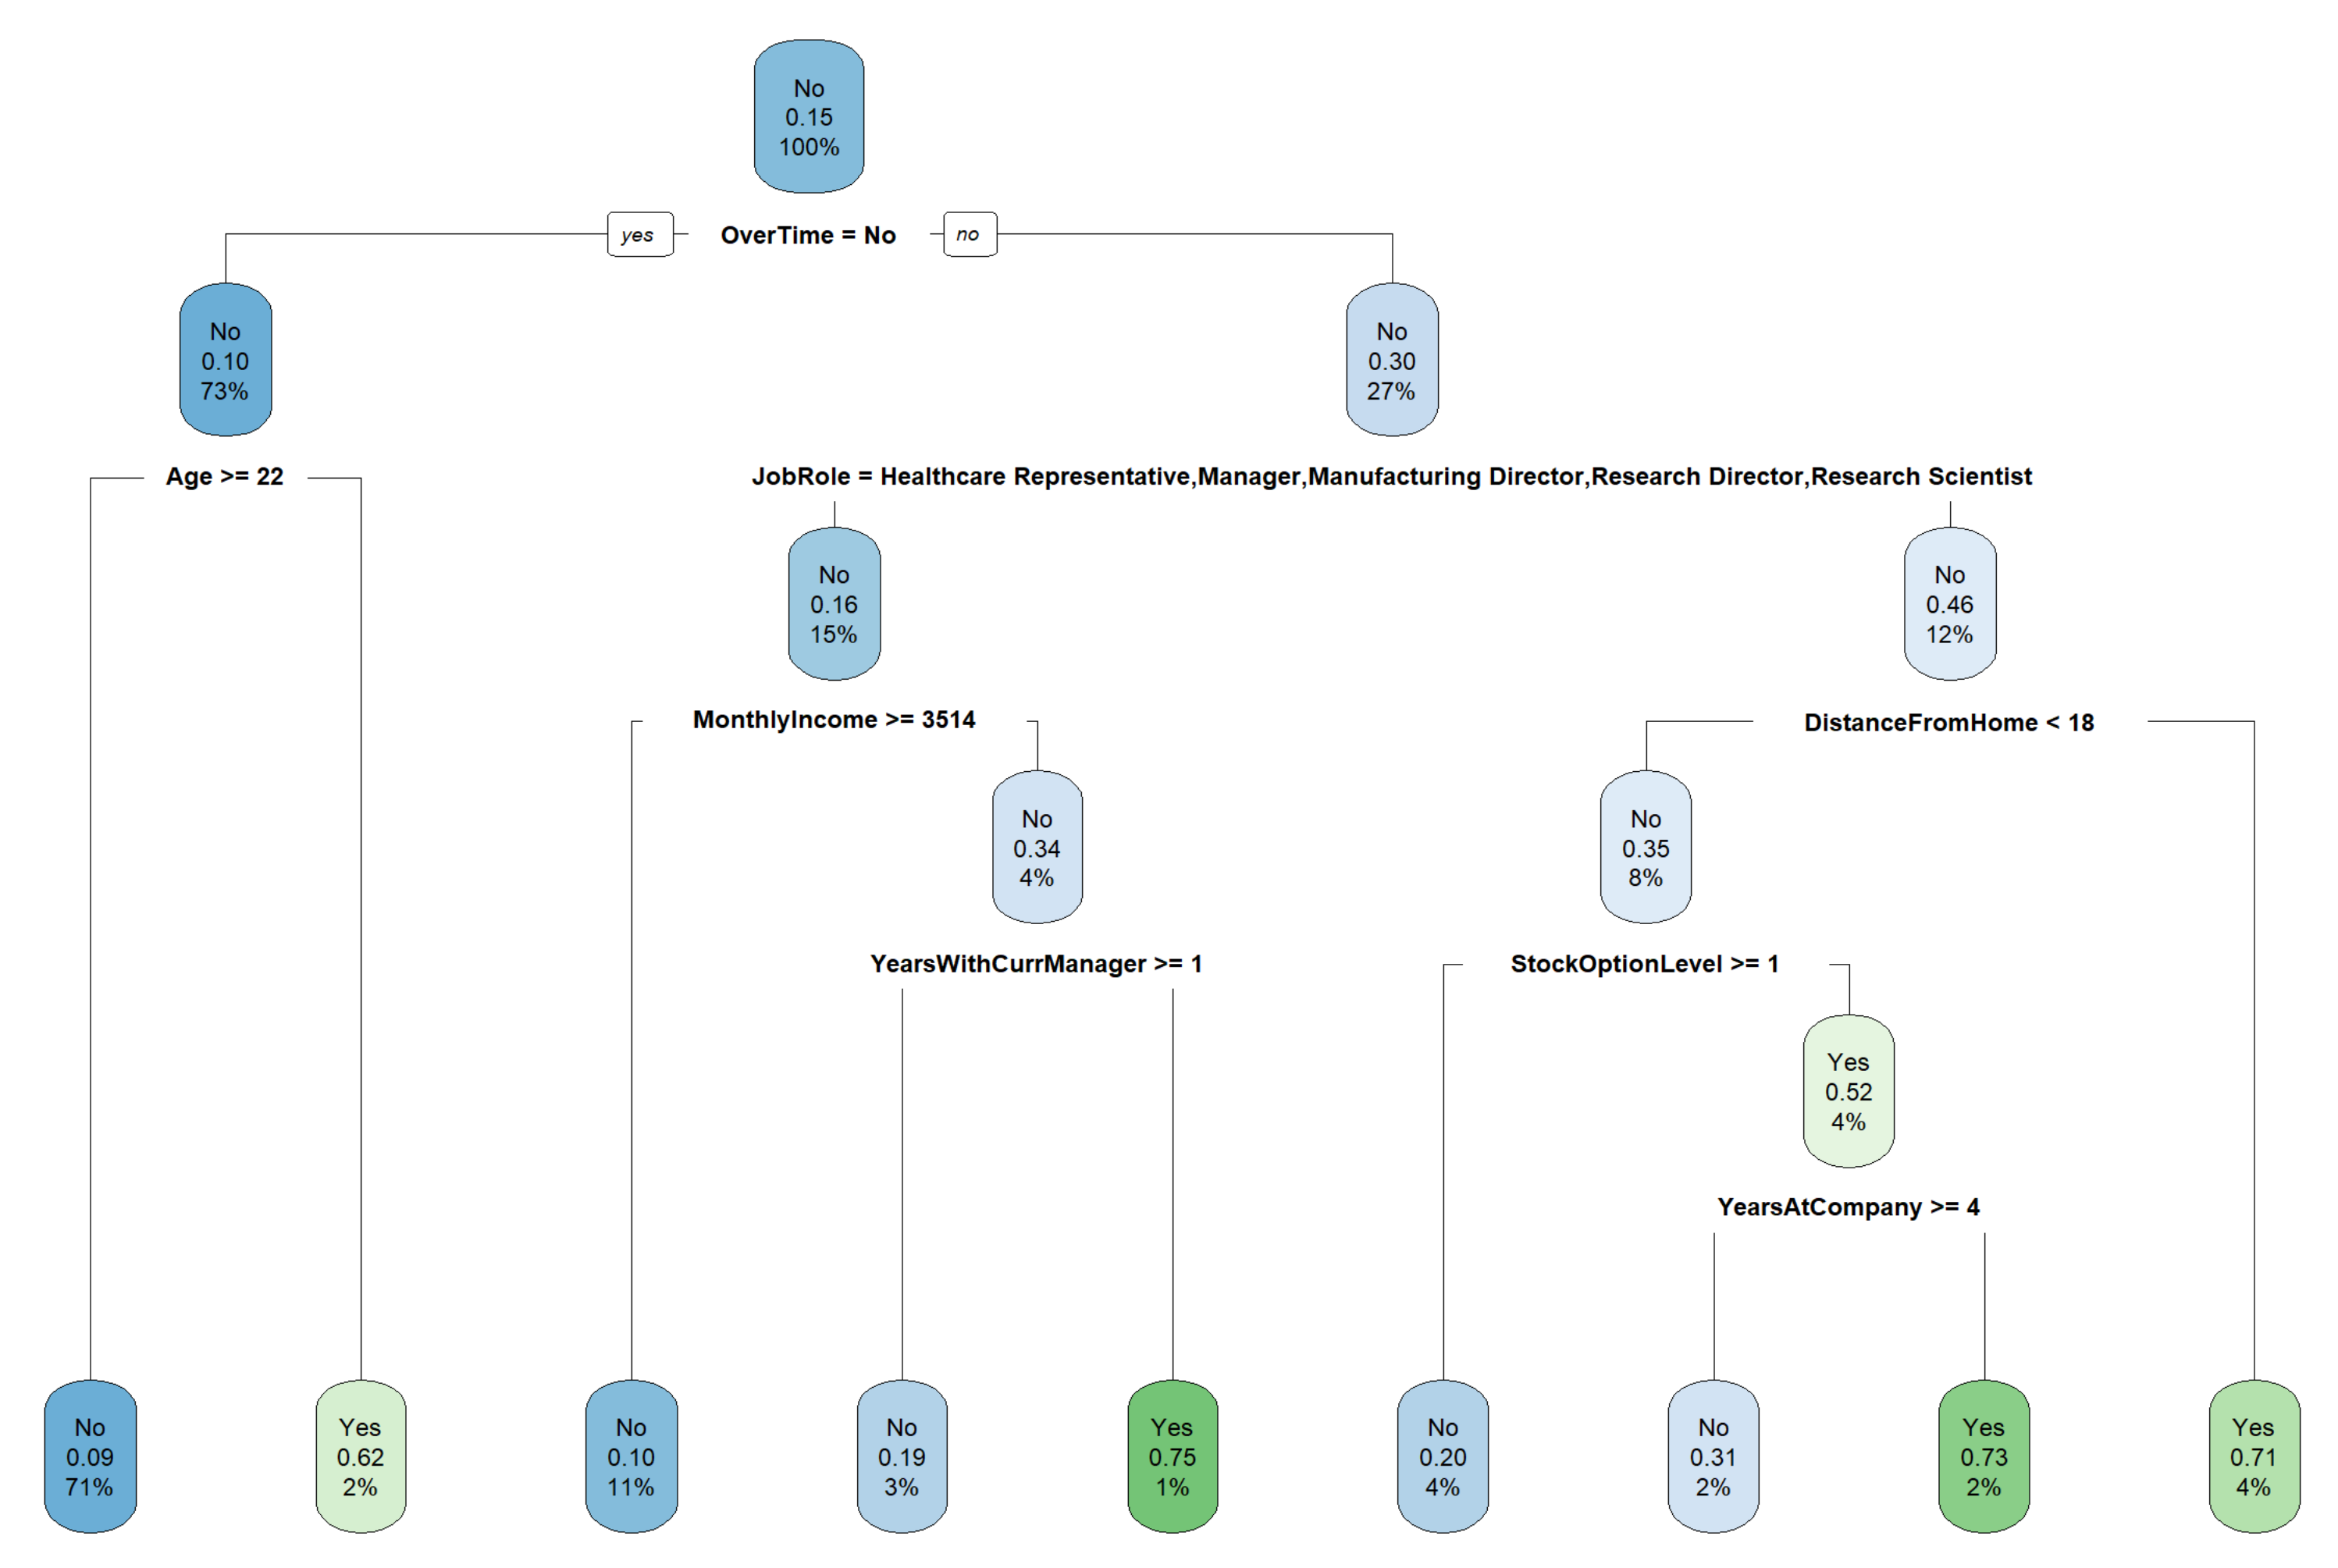 No
0.15
100%
yes
OverTime = No
no
No
0.10
73%
No
0.30
27%
Age >= 22
JobRole = Healthcare Representative,Manager,Manufacturing Director,Research Director,Research Scientist
No
0.16
15%
No
0.46
12%
MonthlyIncome >= 3514
DistanceFromHome < 18
No
0.34
4%
No
0.35
8%
YearsWithCurrManager >= 1
StockOptionLevel >= 1
Yes
0.52
4%
YearsAtCompany >= 4
No
0.09
71%
Yes
0.62
2%
No
0.10
11%
No
0.19
3%
Yes
0.75
1%
No
0.20
4%
No
0.31
2%
Yes
0.73
2%
Yes
0.71
4%